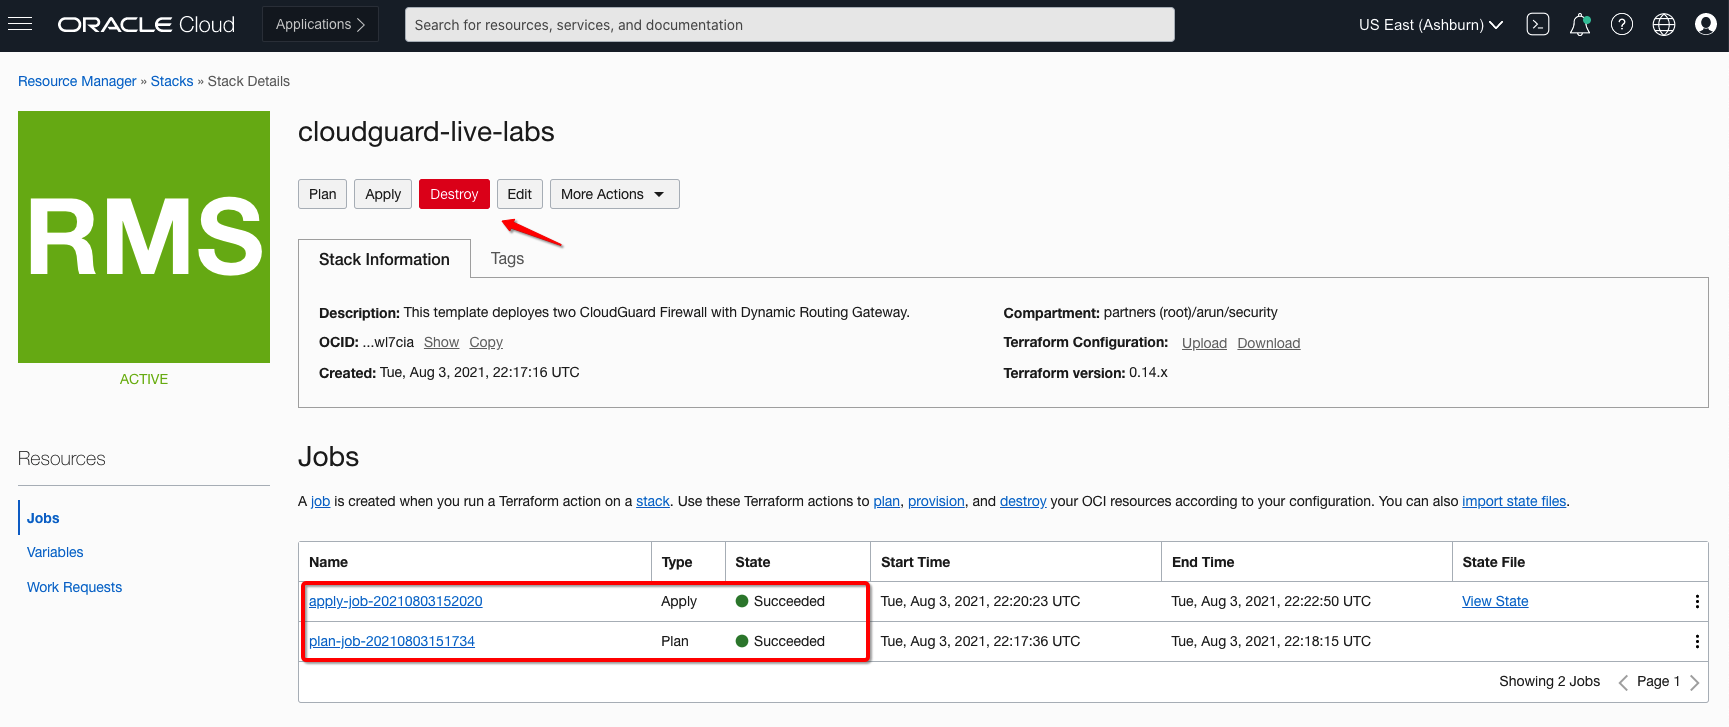 ORACLE Cloud Applications Search for resources, services, and documentation US East (Ashburn)
Resource Manager » Stacks » Stack Details
RMS
ACTIVE
cloudguard-live-labs
Plan Apply Destroy Edit More Actions
Stack Information Tags
Description: This template deployes two CloudGuard Firewall with Dynamic Routing Gateway.
OCID: ...wl7cia Show Copy
Created: Tue, Aug 3, 2021, 22:17:16 UTC
Compartment: partners (root)/arun/security
Terraform Configuration: Upload Download
Terraform version: 0.14.x
Resources
Jobs
Variables
Work Requests
Jobs
A job is created when you run a Terraform action on a stack. Use these Terraform actions to plan, provision, and destroy your OCI resources according to your configuration. You can also import state files.
Name Type State Start Time End Time State File
apply-job-20210803152020 Apply Succeeded Tue, Aug 3, 2021, 22:20:23 UTC Tue, Aug 3, 2021, 22:22:50 UTC View State
plan-job-20210803151734 Plan Succeeded Tue, Aug 3, 2021, 22:17:36 UTC Tue, Aug 3, 2021, 22:18:15 UTC
Showing 2 Jobs Page 1